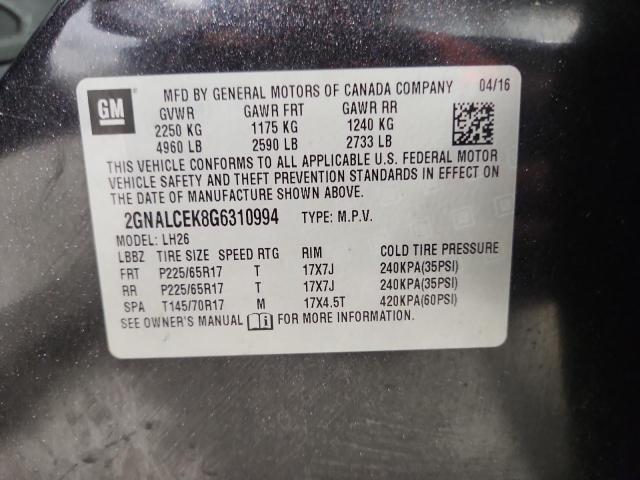 GM
MFD BY GENERAL MOTORS OF CANADA COMPANY 04/16
GVWR GAWR FRT GAWR RR
2250 KG 1175 KG 1240 KG
4960 LB 2590 LB 2733 LB
THIS VEHICLE CONFORMS TO ALL APPLICABLE U.S. FEDERAL MOTOR
VEHICLE SAFETY AND THEFT PREVENTION STANDARDS IN EFFECT ON
THE DATE OF MANUFACTURE SHOWN ABOVE.
2GNALCEK8G6310994 TYPE: M.P.V.
MODEL: LH26
LBBZ TIRE SIZE SPEED RTG RIM COLD TIRE PRESSURE
FRT P225/65R17 T 17X7J 240KPA(35PSI)
RR P225/65R17 T 17X7J 240KPA(35PSI)
SPA T145/70R17 M 17X4.5T 420KPA(60PSI)
SEE OWNER'S MANUAL FOR MORE INFORMATION.